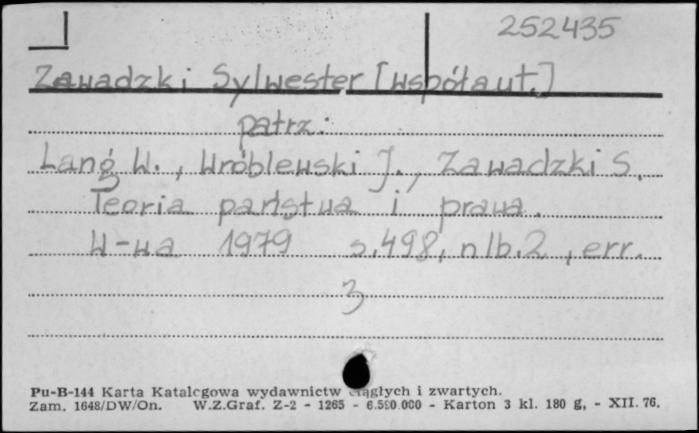 252435
Zawadzki Sylwester [współaut.]
patrz:
Lang W., Wróblewski J., Zawadzki S.
Teoria państwa i prawa.
W-wa 1979 s. 498, nlb. 2, err.
3
Pu-B-144 Karta Katalogowa wydawnictw ciągłych i zwartych.
Zam. 1648/DW/On. W.Z.Graf. Z-2 - 1265 - 6.590.000 - Karton 3 kl. 180 g, - XII. 76.